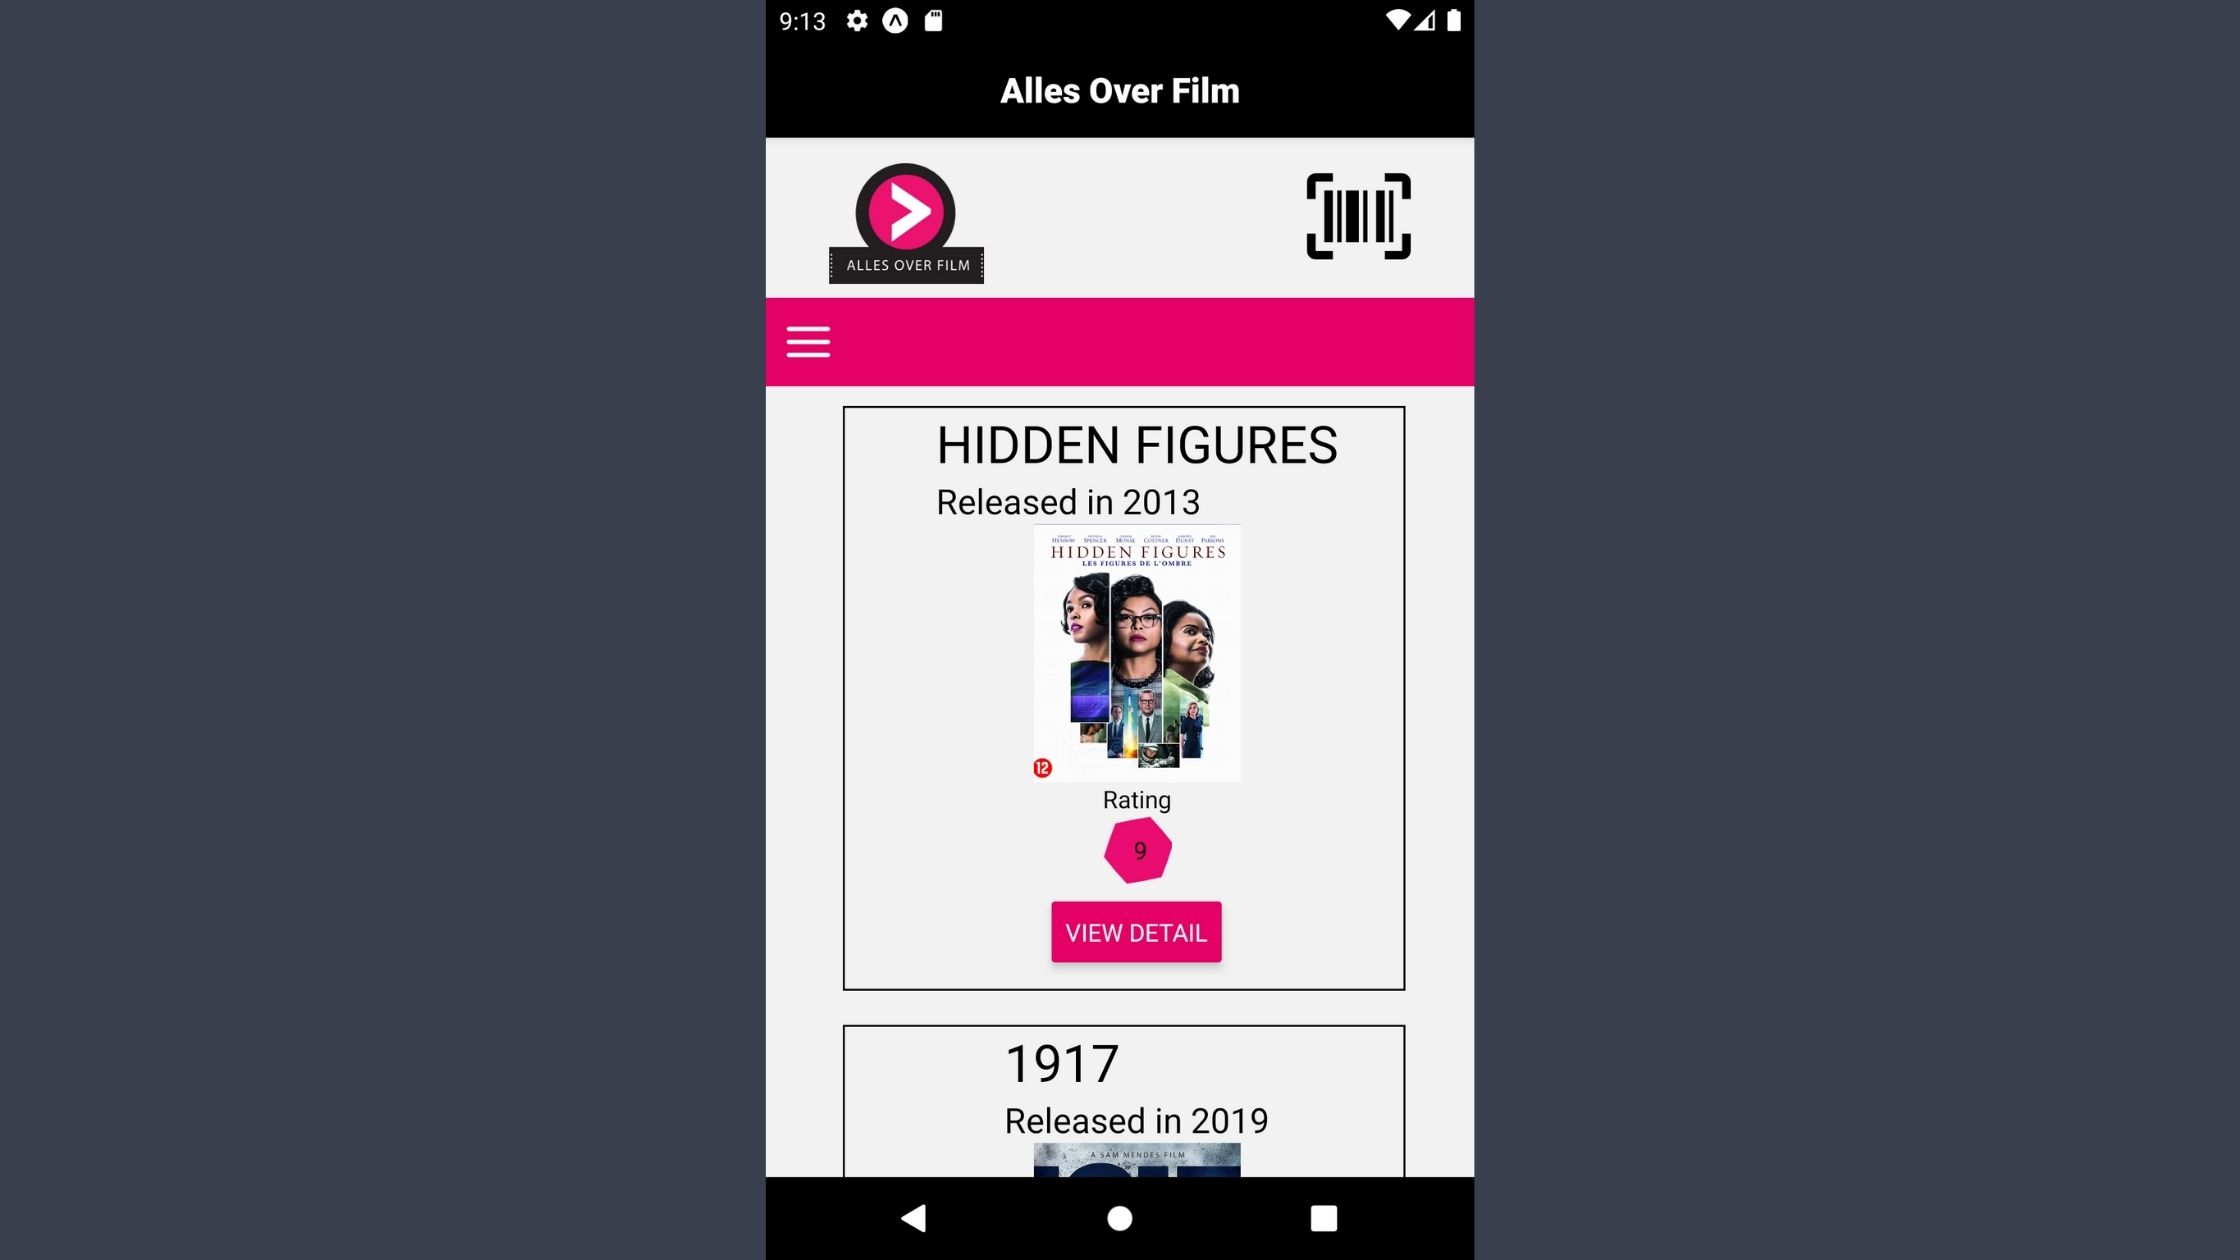 9:13
Alles Over Film
ALLES OVER FILM
HIDDEN FIGURES
Released in 2013
HENSON SPENCER MONAE COSTNER DUNST PARSONS
HIDDEN FIGURES
LES FIGURES DE L'OMBRE
12
Rating
9
VIEW DETAIL
1917
Released in 2019
A SAM MENDES FILM